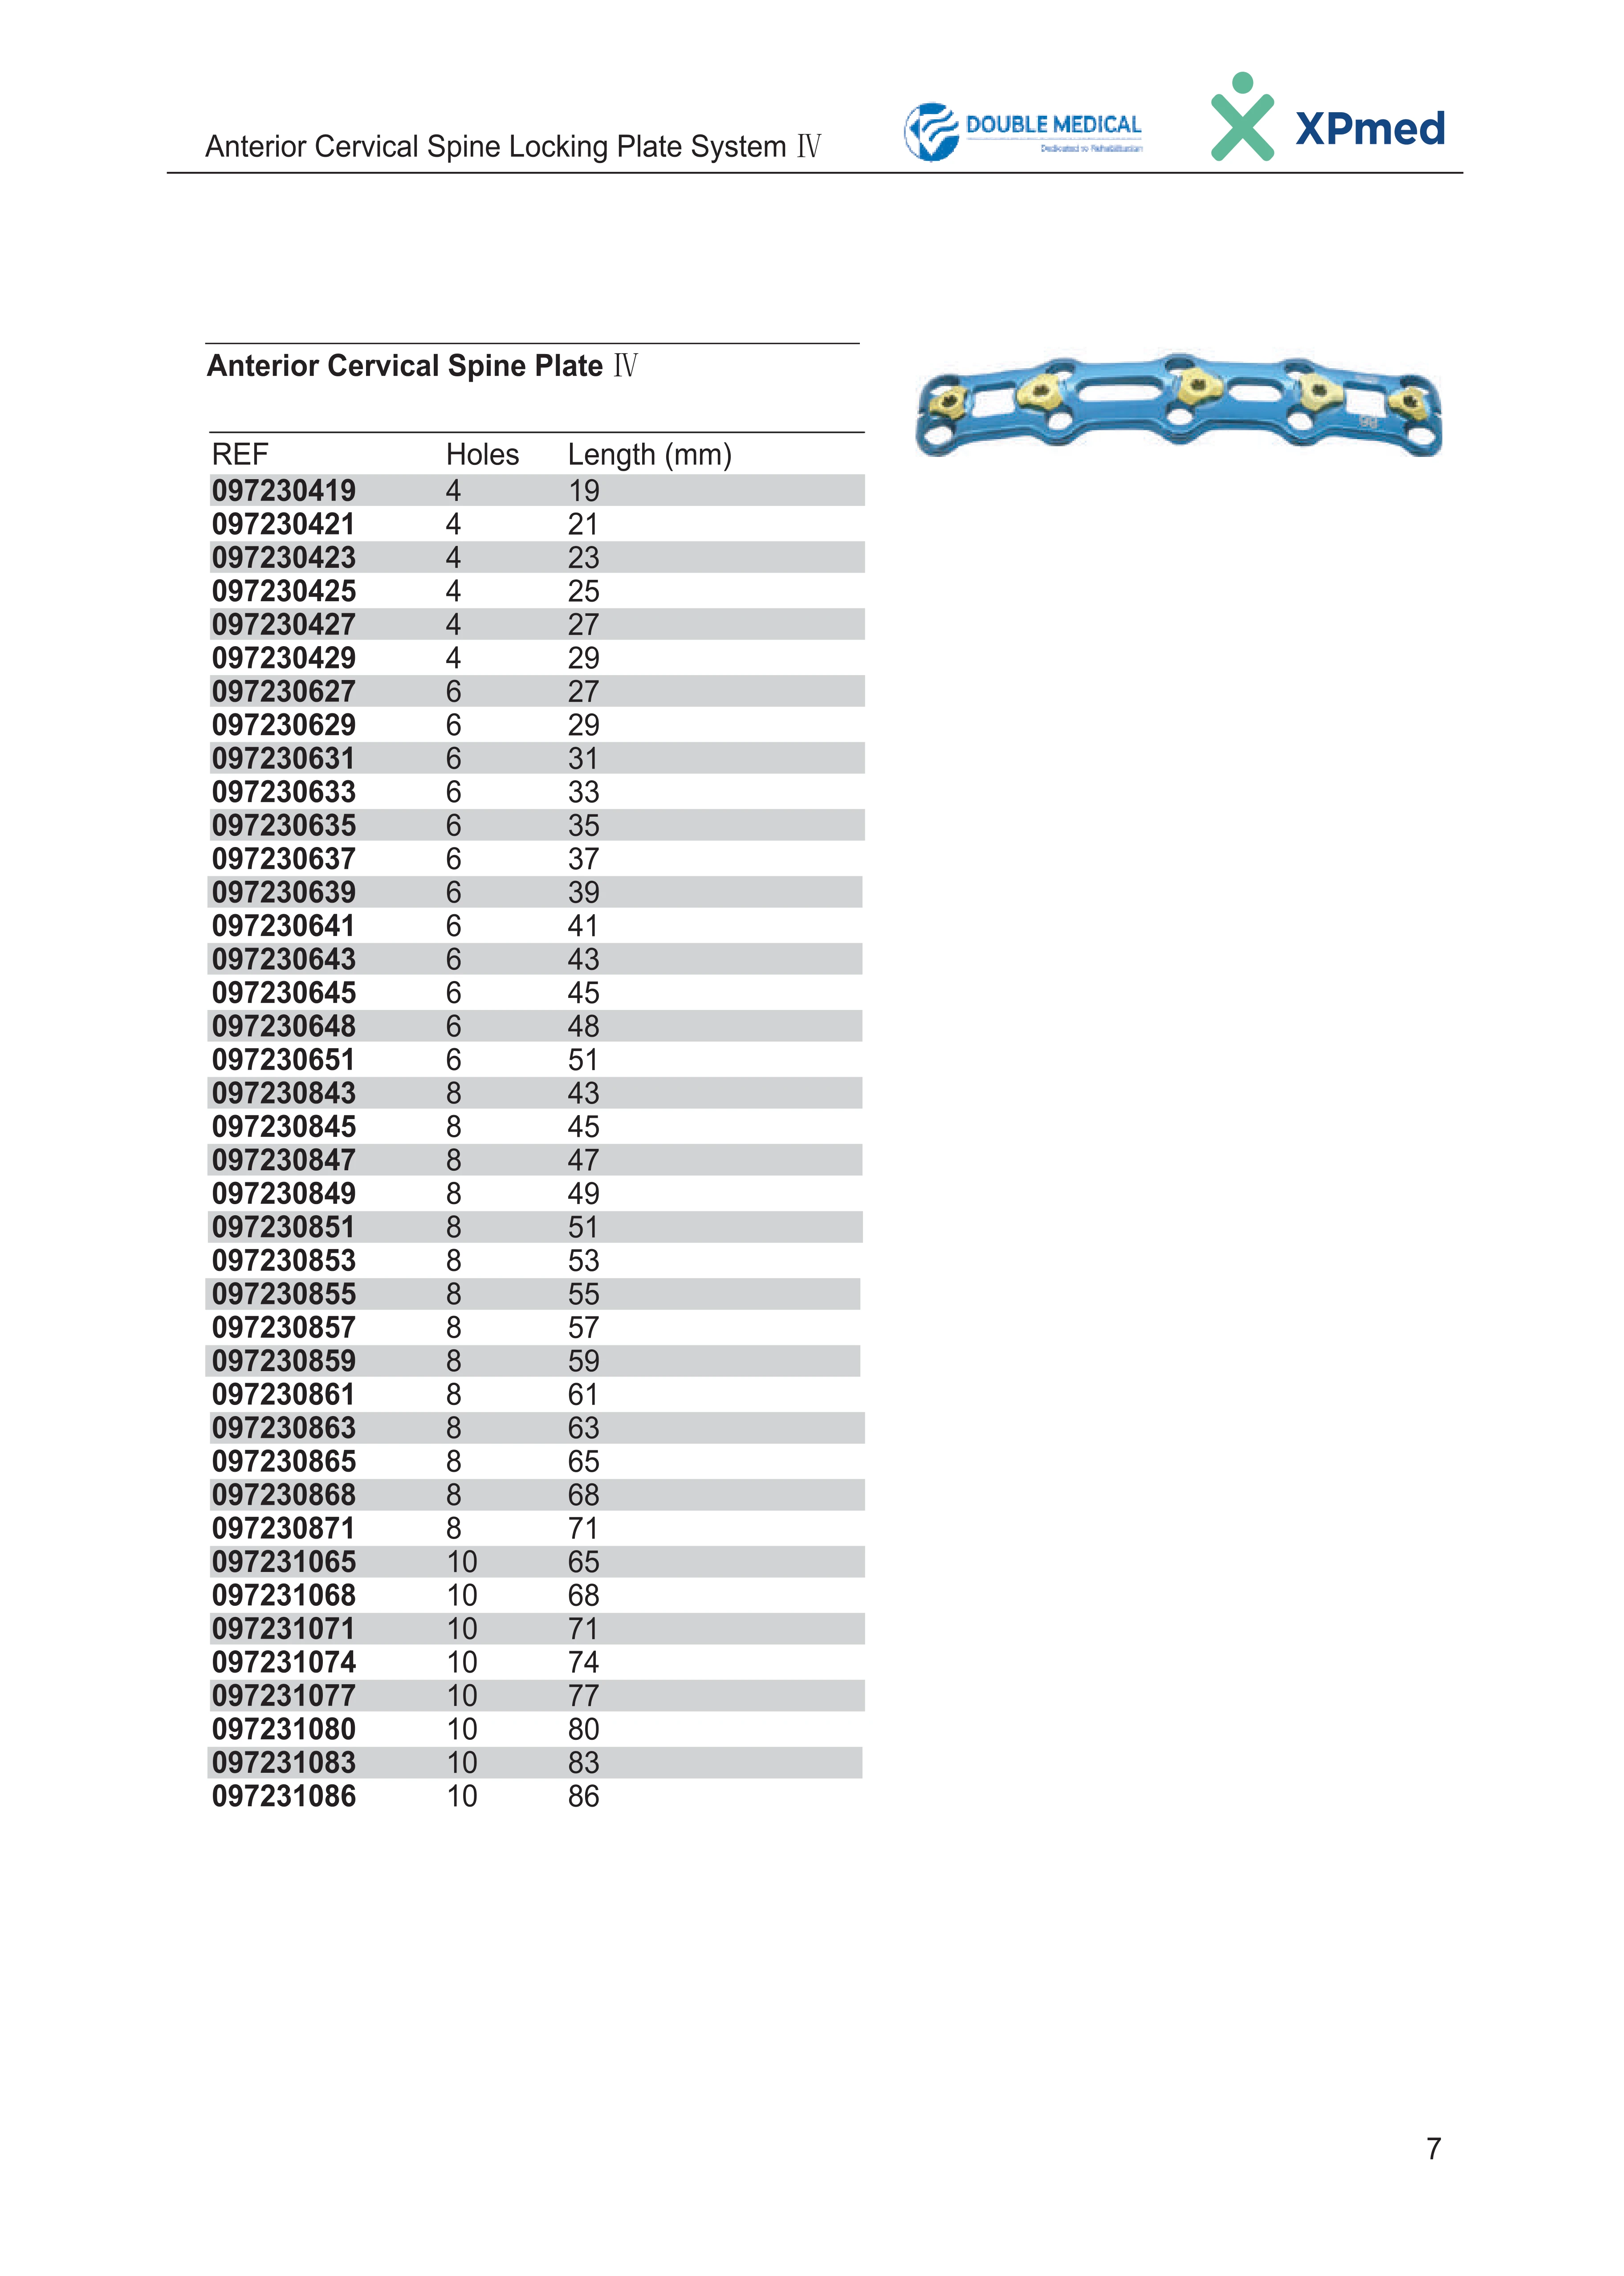 Anterior Cervical Spine Locking Plate System Ⅳ
DOUBLE MEDICAL
Dedicated to Rehabilitation
XPmed
Anterior Cervical Spine Plate Ⅳ
REF Holes Length (mm)
097230419 4 19
097230421 4 21
097230423 4 23
097230425 4 25
097230427 4 27
097230429 4 29
097230627 6 27
097230629 6 29
097230631 6 31
097230633 6 33
097230635 6 35
097230637 6 37
097230639 6 39
097230641 6 41
097230643 6 43
097230645 6 45
097230648 6 48
097230651 6 51
097230843 8 43
097230845 8 45
097230847 8 47
097230849 8 49
097230851 8 51
097230853 8 53
097230855 8 55
097230857 8 57
097230859 8 59
097230861 8 61
097230863 8 63
097230865 8 65
097230868 8 68
097230871 8 71
097231065 10 65
097231068 10 68
097231071 10 71
097231074 10 74
097231077 10 77
097231080 10 80
097231083 10 83
097231086 10 86
7